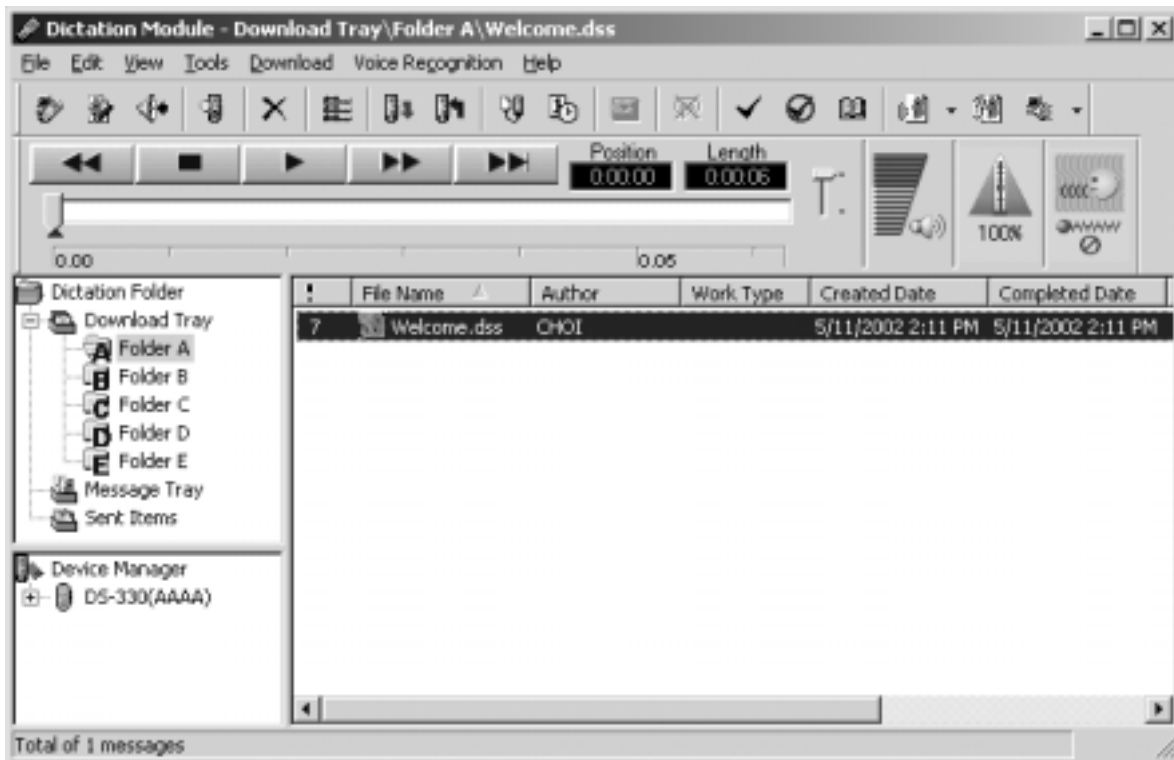 Dictation Module - Download Tray\Folder A\Welcome.dss
File Edit View Tools Download Voice Recognition Help
Position Length
0:00:00 0:00:06
100%
0.00 0.05
Dictation Folder
Download Tray
A Folder A
B Folder B
C Folder C
D Folder D
E Folder E
Message Tray
Sent Items
! File Name Author Work Type Created Date Completed Date
7 Welcome.dss CHOI 5/11/2002 2:11 PM 5/11/2002 2:11 PM
Device Manager
DS-330(AAAA)
Total of 1 messages